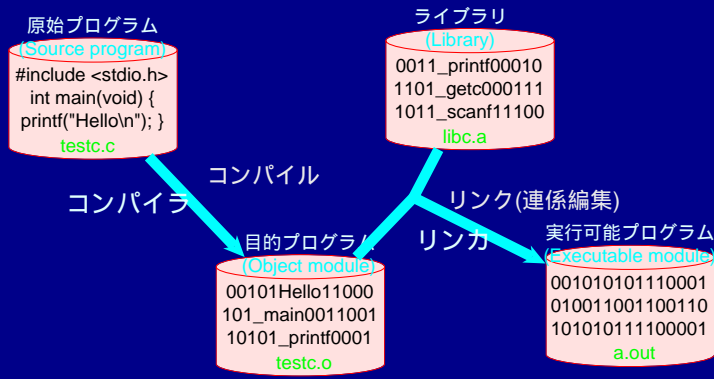 原始プログラム
(Source program)
#include <stdio.h>
int main(void) {
printf("Hello\n"); }
testc.c
ライブラリ
(Library)
0011_printf00010
1101_getc000111
1011_scanf11100
libc.a
コンパイル
コンパイラ
リンク(連係編集)
リンカ
目的プログラム
(Object module)
00101Hello11000
101_main0011001
10101_printf0001
testc.o
実行可能プログラム
(Executable module)
001010101110001
010011001100110
101010111100001
a.out